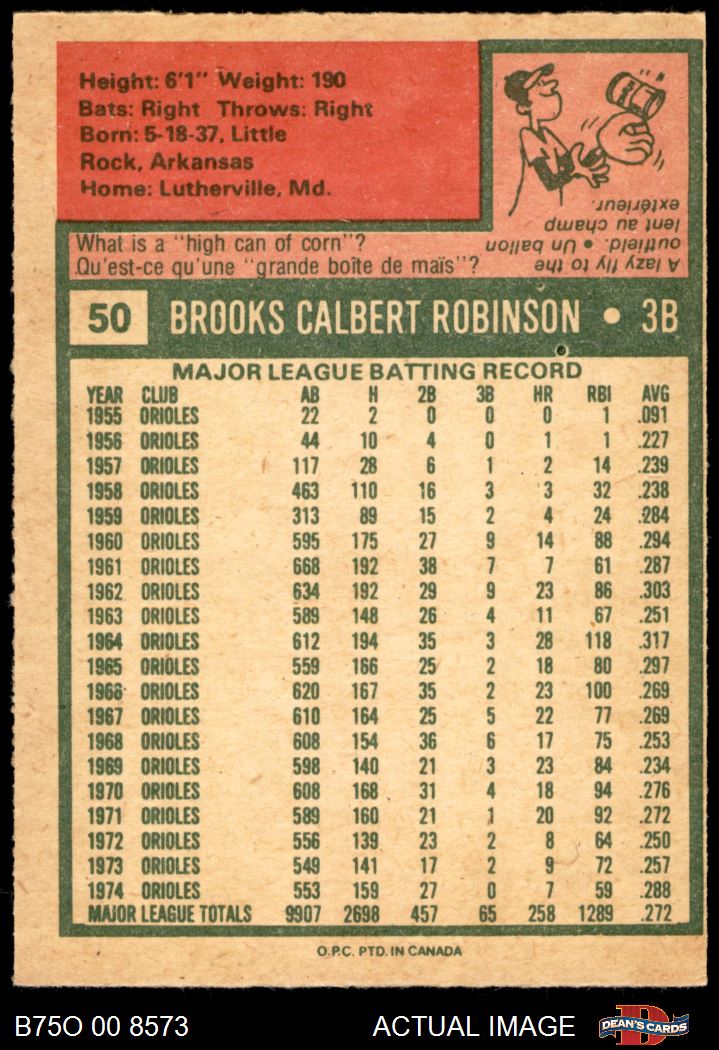 Height: 6'1" Weight: 190
Bats: Right Throws: Right
Born: 5-18-37, Little
Rock, Arkansas
Home: Lutherville, Md.
What is a "high can of corn"?
Qu'est-ce qu'une "grande boîte de maïs"?
A lazy fly to the
outfield. • Un ballon
lent au champ
extérieur.
50 BROOKS CALBERT ROBINSON • 3B
MAJOR LEAGUE BATTING RECORD
YEAR CLUB AB H 2B 3B HR RBI AVG
1955 ORIOLES 22 2 0 0 0 1 .091
1956 ORIOLES 44 10 4 0 1 1 .227
1957 ORIOLES 117 28 6 1 2 14 .239
1958 ORIOLES 463 110 16 3 3 32 .238
1959 ORIOLES 313 89 15 2 4 24 .284
1960 ORIOLES 595 175 27 9 14 88 .294
1961 ORIOLES 668 192 38 7 7 61 .287
1962 ORIOLES 634 192 29 9 23 86 .303
1963 ORIOLES 589 148 26 4 11 67 .251
1964 ORIOLES 612 194 35 3 28 118 .317
1965 ORIOLES 559 166 25 2 18 80 .297
1966 ORIOLES 620 167 35 2 23 100 .269
1967 ORIOLES 610 164 25 5 22 77 .269
1968 ORIOLES 608 154 36 6 17 75 .253
1969 ORIOLES 598 140 21 3 23 84 .234
1970 ORIOLES 608 168 31 4 18 94 .276
1971 ORIOLES 589 160 21 1 20 92 .272
1972 ORIOLES 556 139 23 2 8 64 .250
1973 ORIOLES 549 141 17 2 9 72 .257
1974 ORIOLES 553 159 27 0 7 59 .288
MAJOR LEAGUE TOTALS 9907 2698 457 65 258 1289 .272
O.P.C. PTD. IN CANADA
B75O 00 8573 ACTUAL IMAGE D DEAN'S CARDS